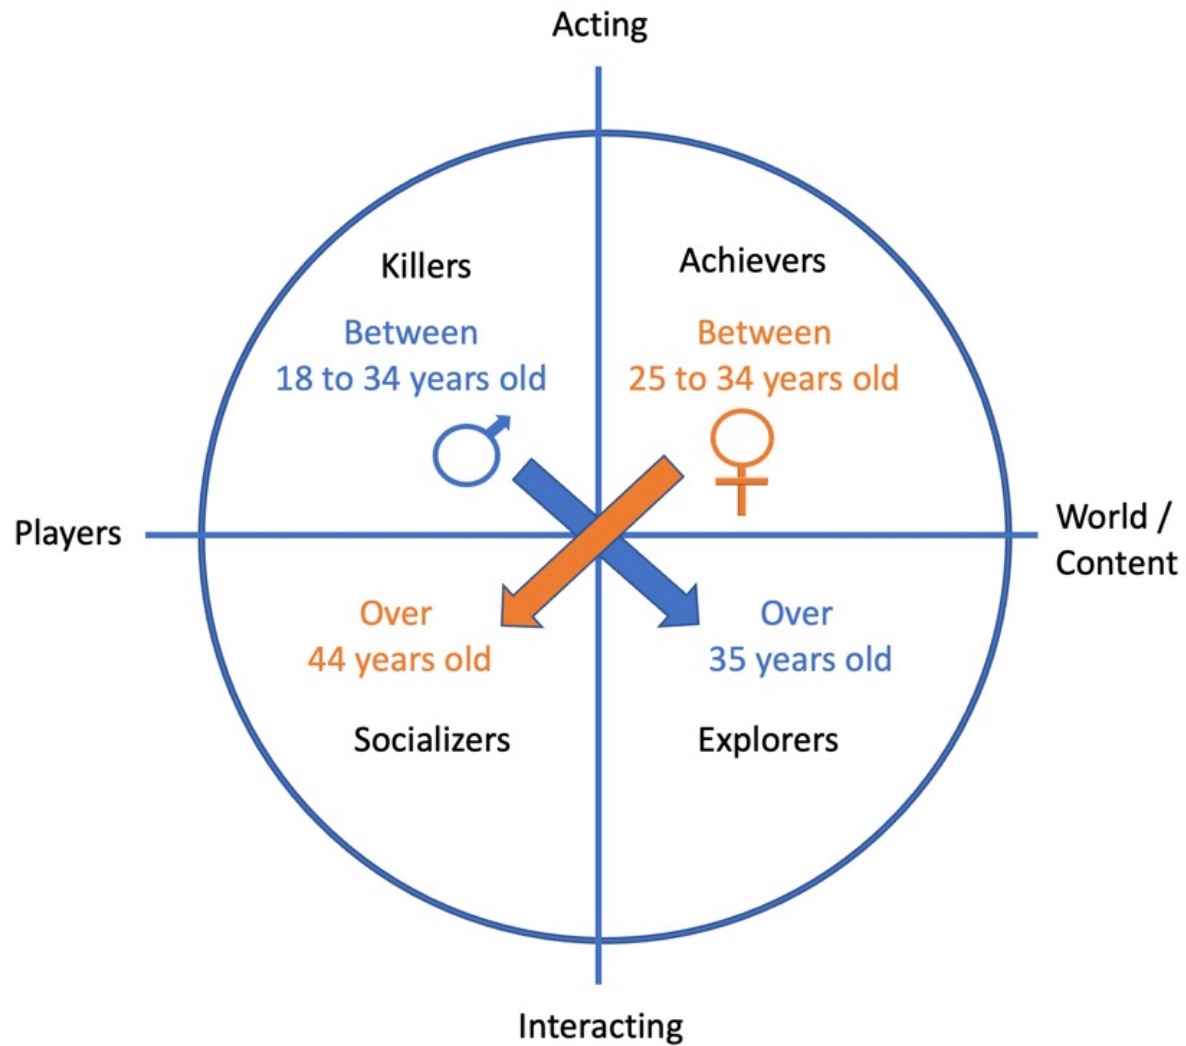 Acting
Killers
Achievers
Between
18 to 34 years old
Between
25 to 34 years old
Players
World /
Content
Over
44 years old
Over
35 years old
Socializers
Explorers
Interacting